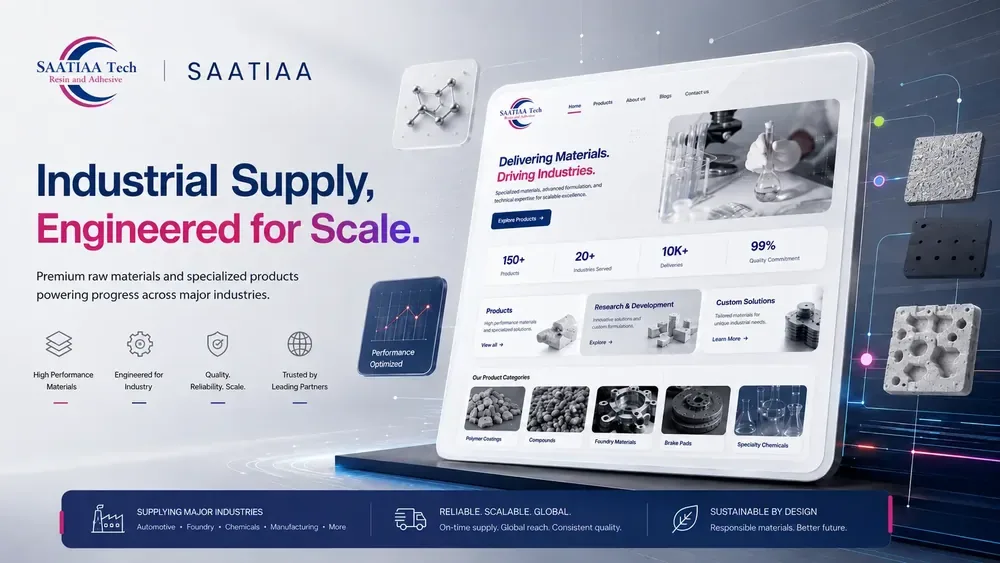 SAATIAA Tech
Resin and Adhesive
SAATIAA
Industrial Supply,
Engineered for Scale.
Premium raw materials and specialized products
powering progress across major industries.
High Performance
Materials
Engineered for
Industry
Quality.
Reliability. Scale.
Trusted by
Leading Partners
Performance
Optimized
SAATIAA Tech
Resin and Adhesive
Home
Products
About us
Blogs
Contact us
Delivering Materials.
Driving Industries.
Specialized materials, advanced formulation, and
technical expertise for scalable excellence.
Explore Products →
150+
Products
20+
Industries Served
10K+
Deliveries
99%
Quality Commitment
Products
High performance materials
and specialized solutions.
View all →
Research & Development
Innovative solutions and
custom formulations.
Explore →
Custom Solutions
Tailored materials for
unique industrial needs.
Learn More →
Our Product Categories
Polymer Coatings
Compounds
Foundry Materials
Brake Pads
Specialty Chemicals
SUPPLYING MAJOR INDUSTRIES
Automotive • Foundry • Chemicals • Manufacturing • More
RELIABLE. SCALABLE. GLOBAL.
On-time supply. Global reach. Consistent quality.
SUSTAINABLE BY DESIGN
Responsible materials. Better future.